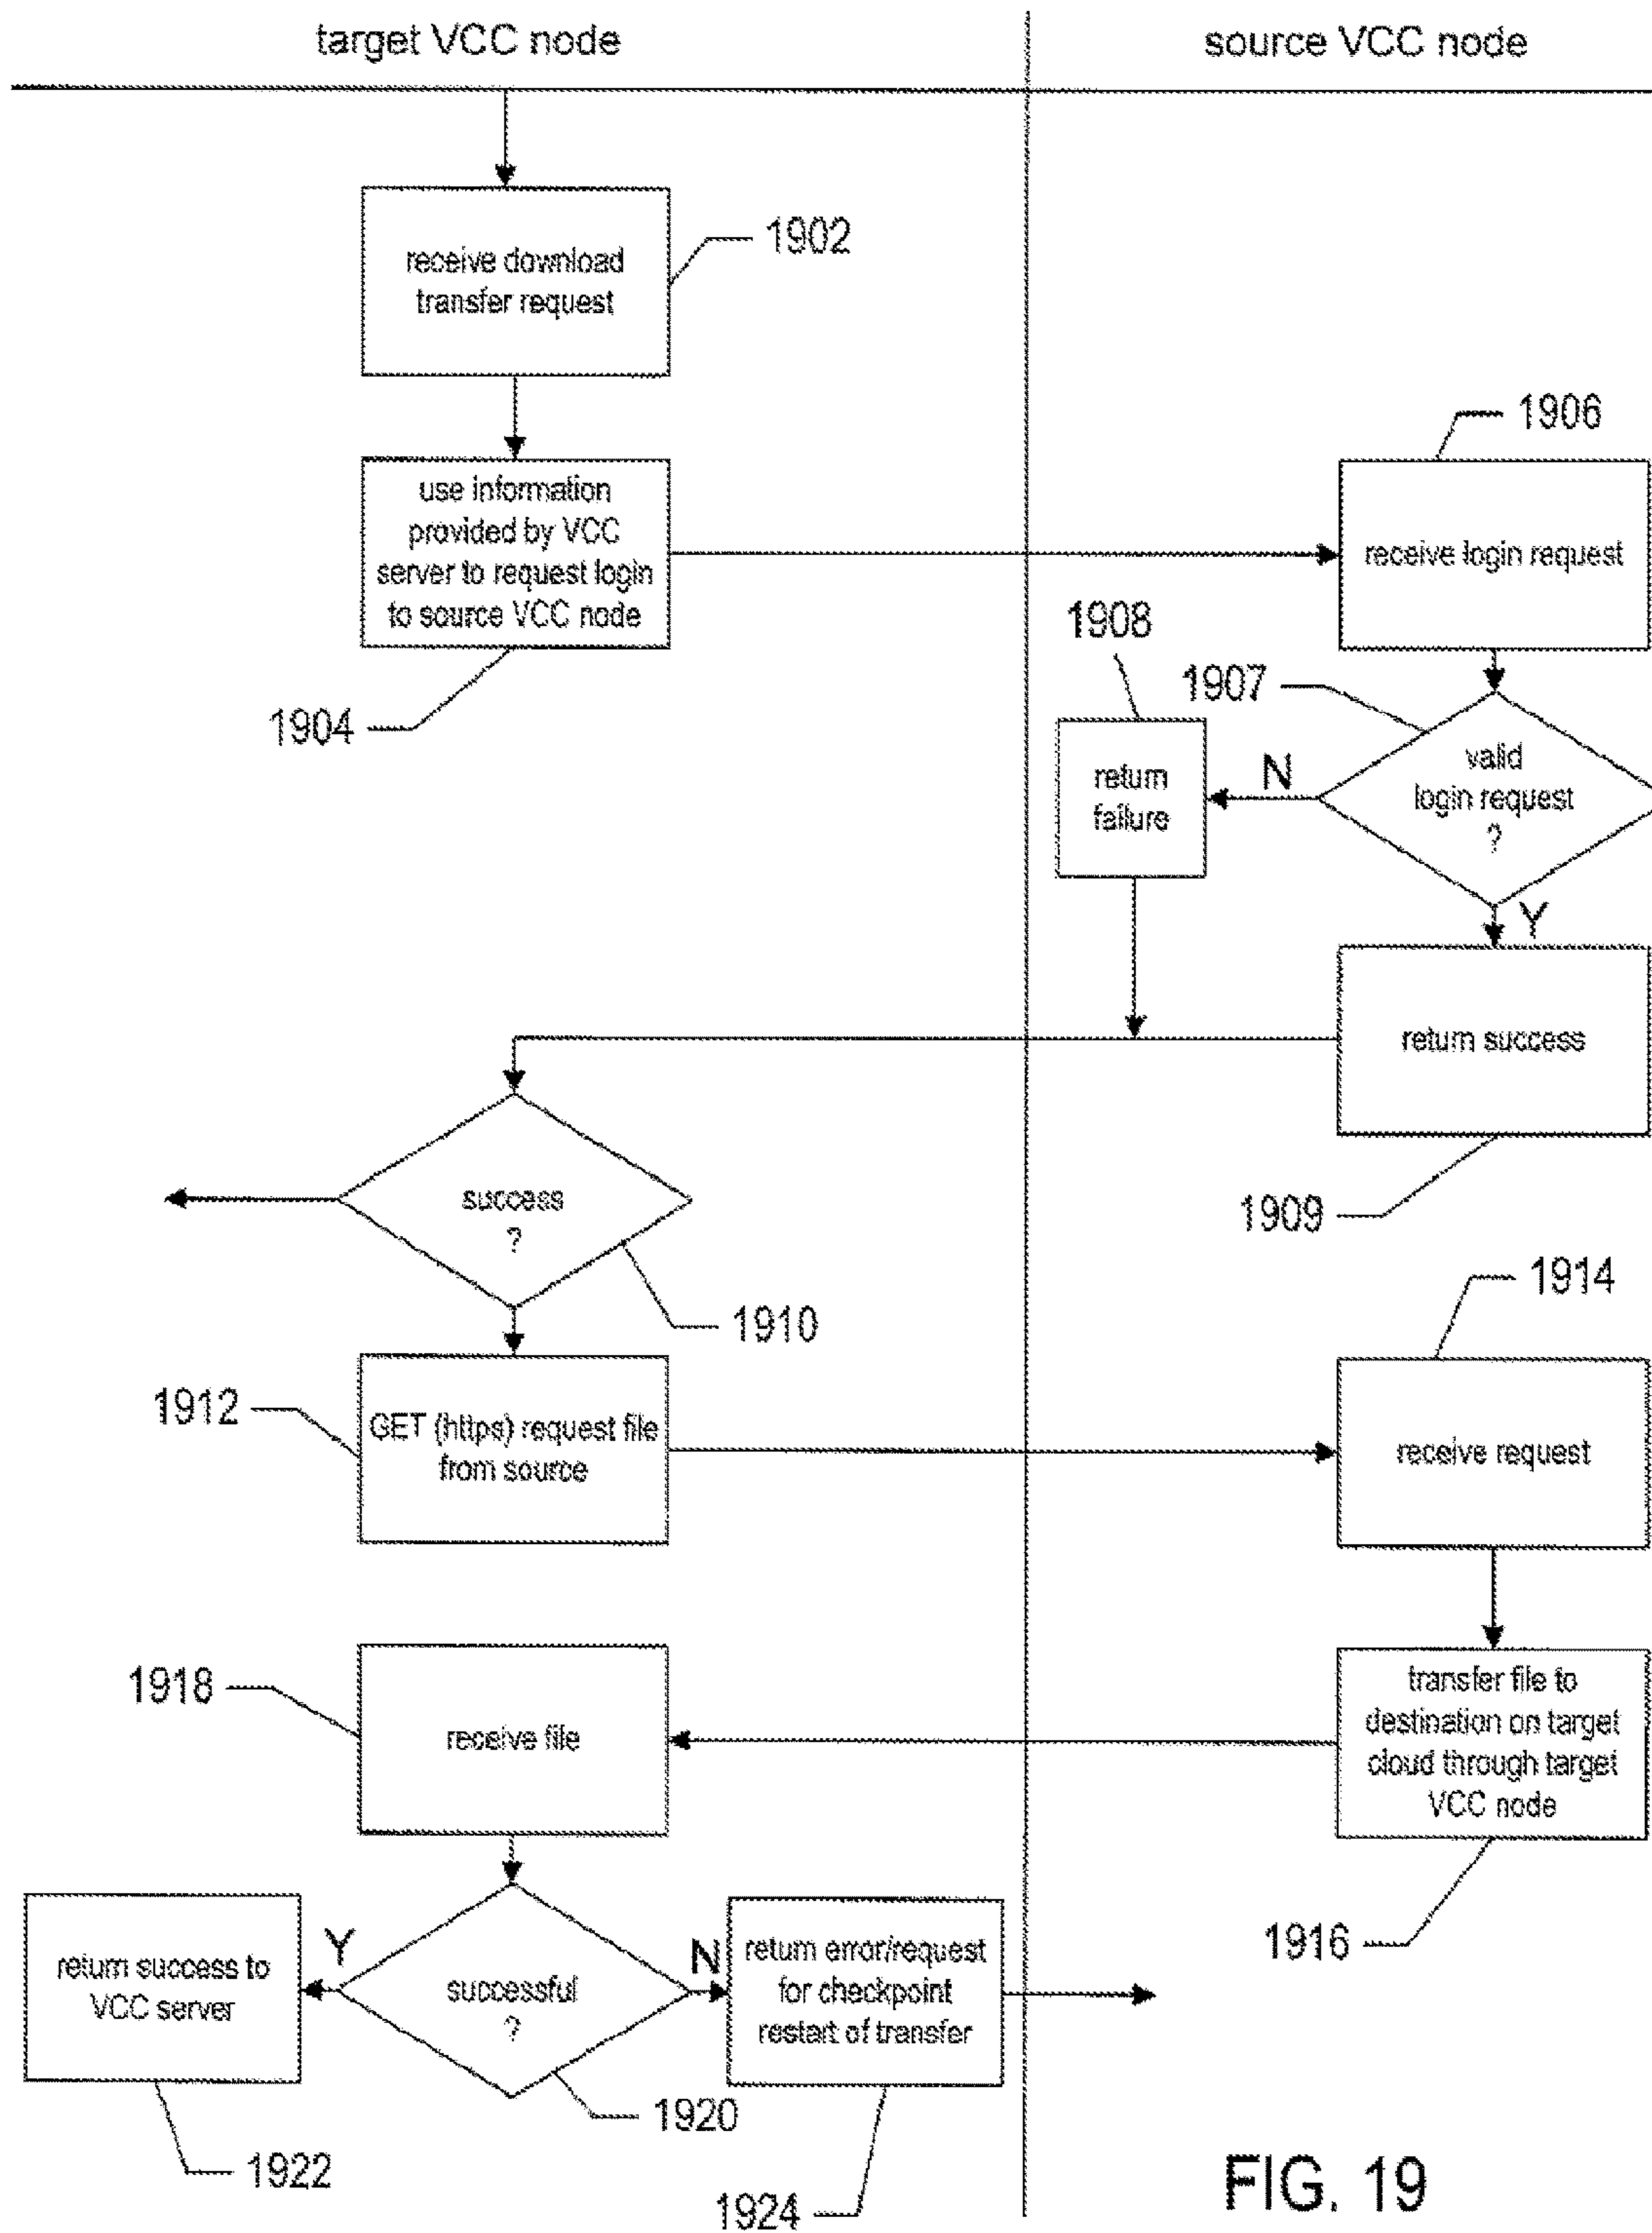 target VCC node
source VCC node
receive download
transfer request
1902
use information
provided by VCC
server to request login
to source VCC node
1904
1906
receive login request
1907
valid
login request
?
N
Y
1908
return
failure
return success
1909
success
?
1910
1912
GET (https) request file
from source
1914
receive request
transfer file to
destination on target
cloud through target
VCC node
1916
1918
receive file
successful
?
1920
Y
N
return success to
VCC server
1922
return error/request
for checkpoint
restart of transfer
1924
FIG. 19